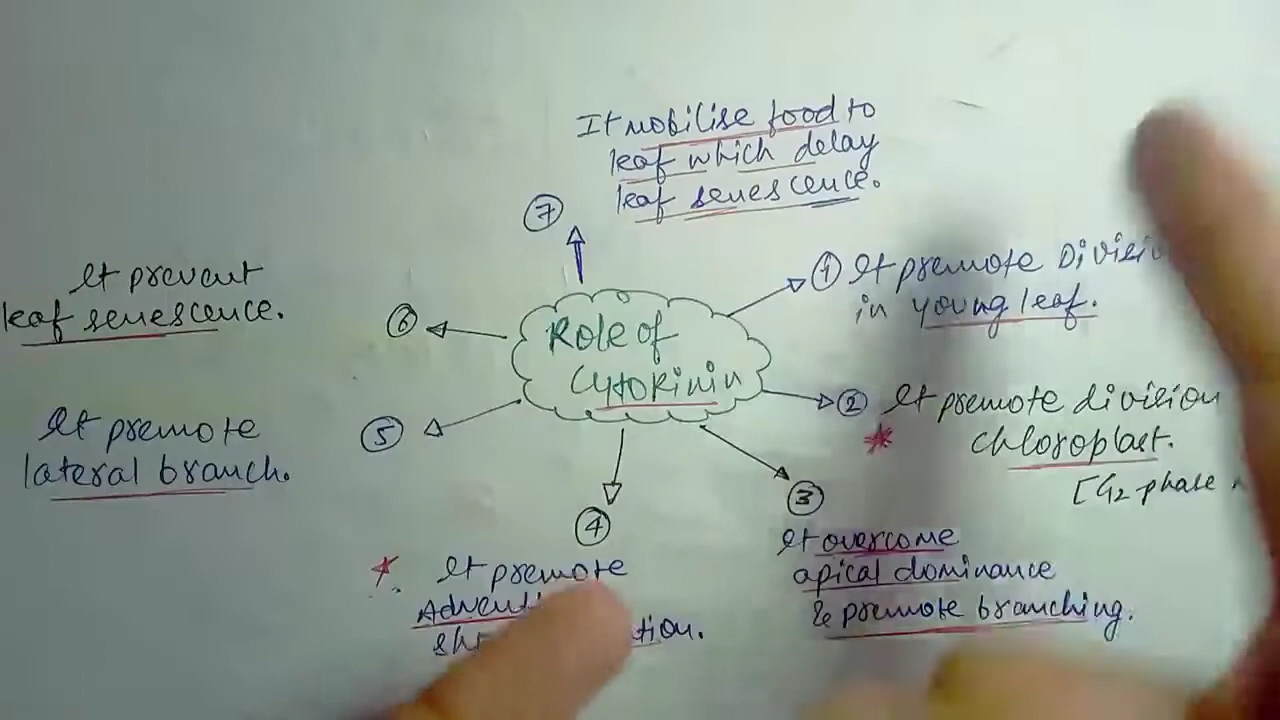 It mobilise food to
leaf which delay
leaf senescence.
7
1 It premote
in young leaf.
It prevent
leaf senescence.
6
Role of
Cytokinin
2 It premote division
* chloroplast.
[G2 phase
It premote
lateral branch.
5
3
It overcome
apical dominance
& premote branching.
4
* It premote